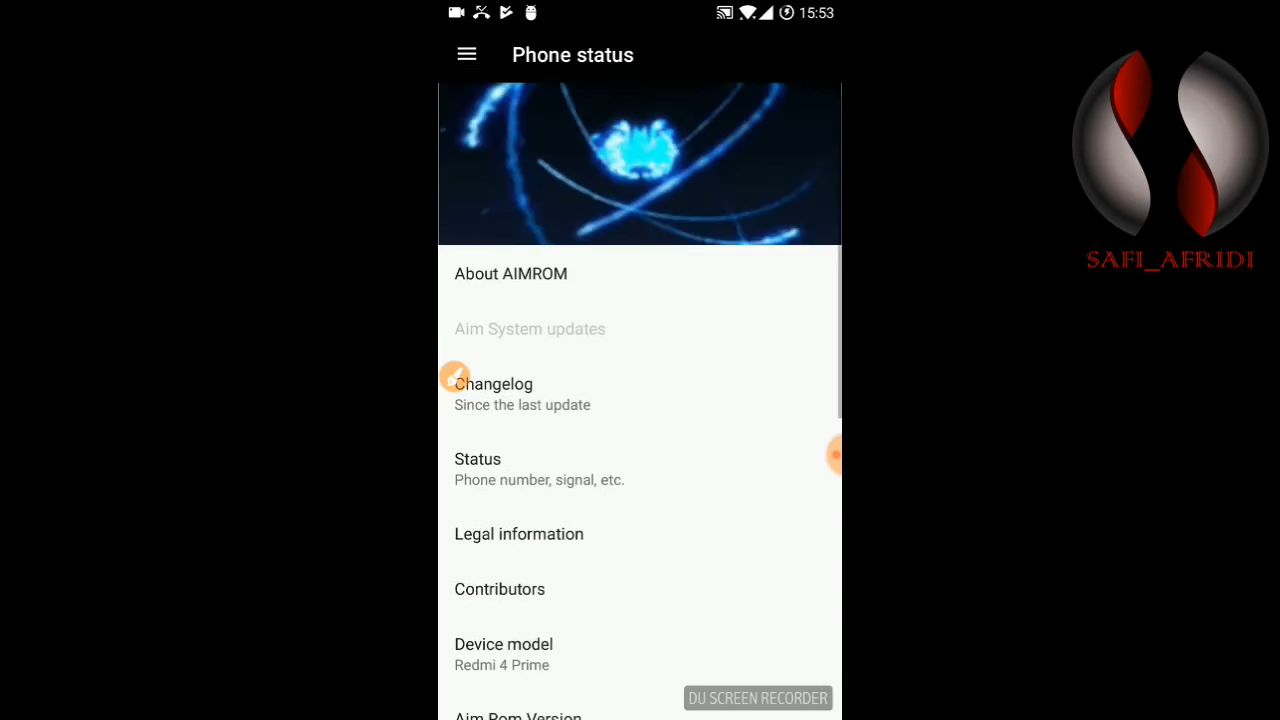 15:53
Phone status
About AIMROM
Aim System updates
Changelog
Since the last update
Status
Phone number, signal, etc.
Legal information
Contributors
Device model
Redmi 4 Prime
Aim Rom Version
DU SCREEN RECORDER
SAFI_AFRIDI